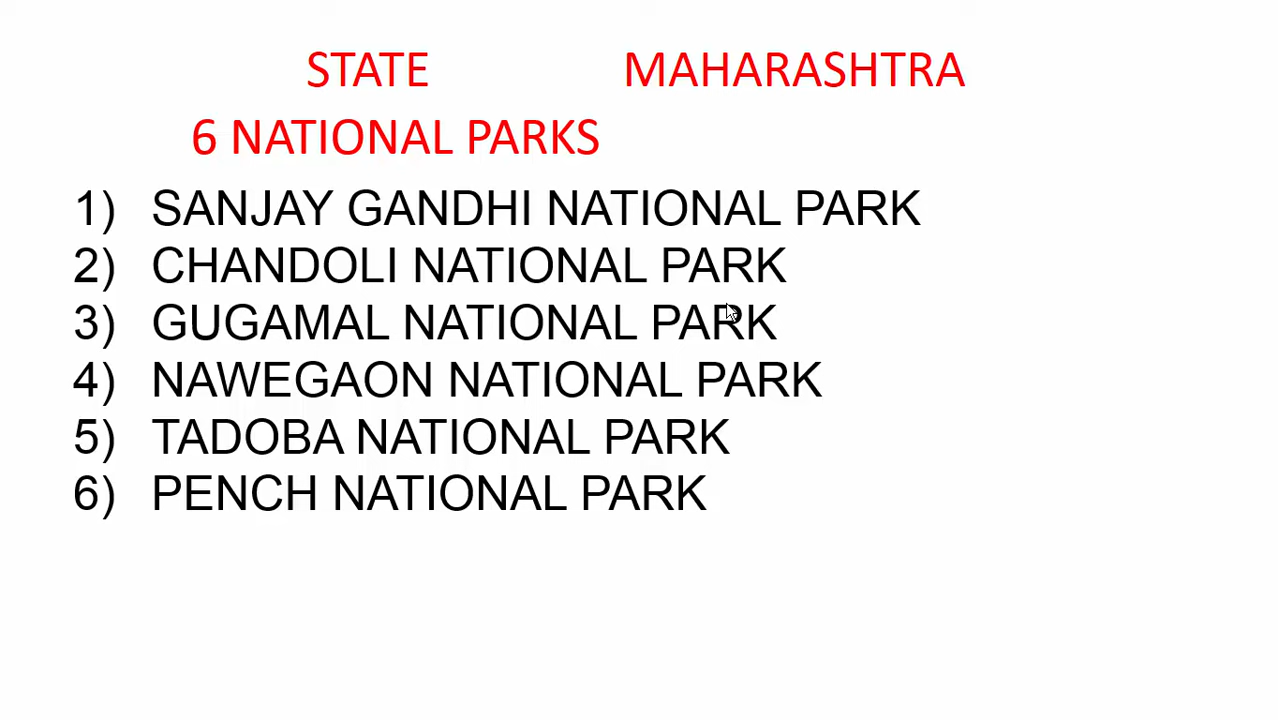 STATE MAHARASHTRA
6 NATIONAL PARKS
1) SANJAY GANDHI NATIONAL PARK
2) CHANDOLI NATIONAL PARK
3) GUGAMAL NATIONAL PARK
4) NAWEGAON NATIONAL PARK
5) TADOBA NATIONAL PARK
6) PENCH NATIONAL PARK